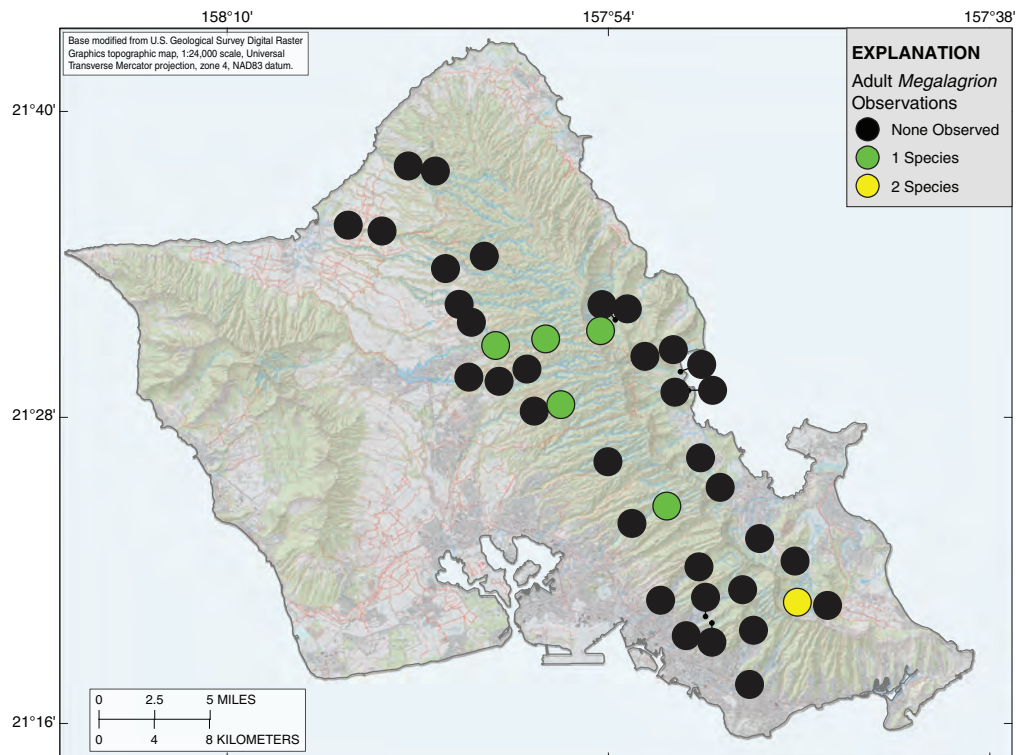 158°10'
157°54'
157°38'
Base modified from U.S. Geological Survey Digital Raster
Graphics topographic map, 1:24,000 scale, Universal
Transverse Mercator projection, zone 4, NAD83 datum.
EXPLANATION
Adult Megalagrion
Observations
None Observed
1 Species
2 Species
21°40'
21°28'
21°16'
0 2.5 5 MILES
0 4 8 KILOMETERS